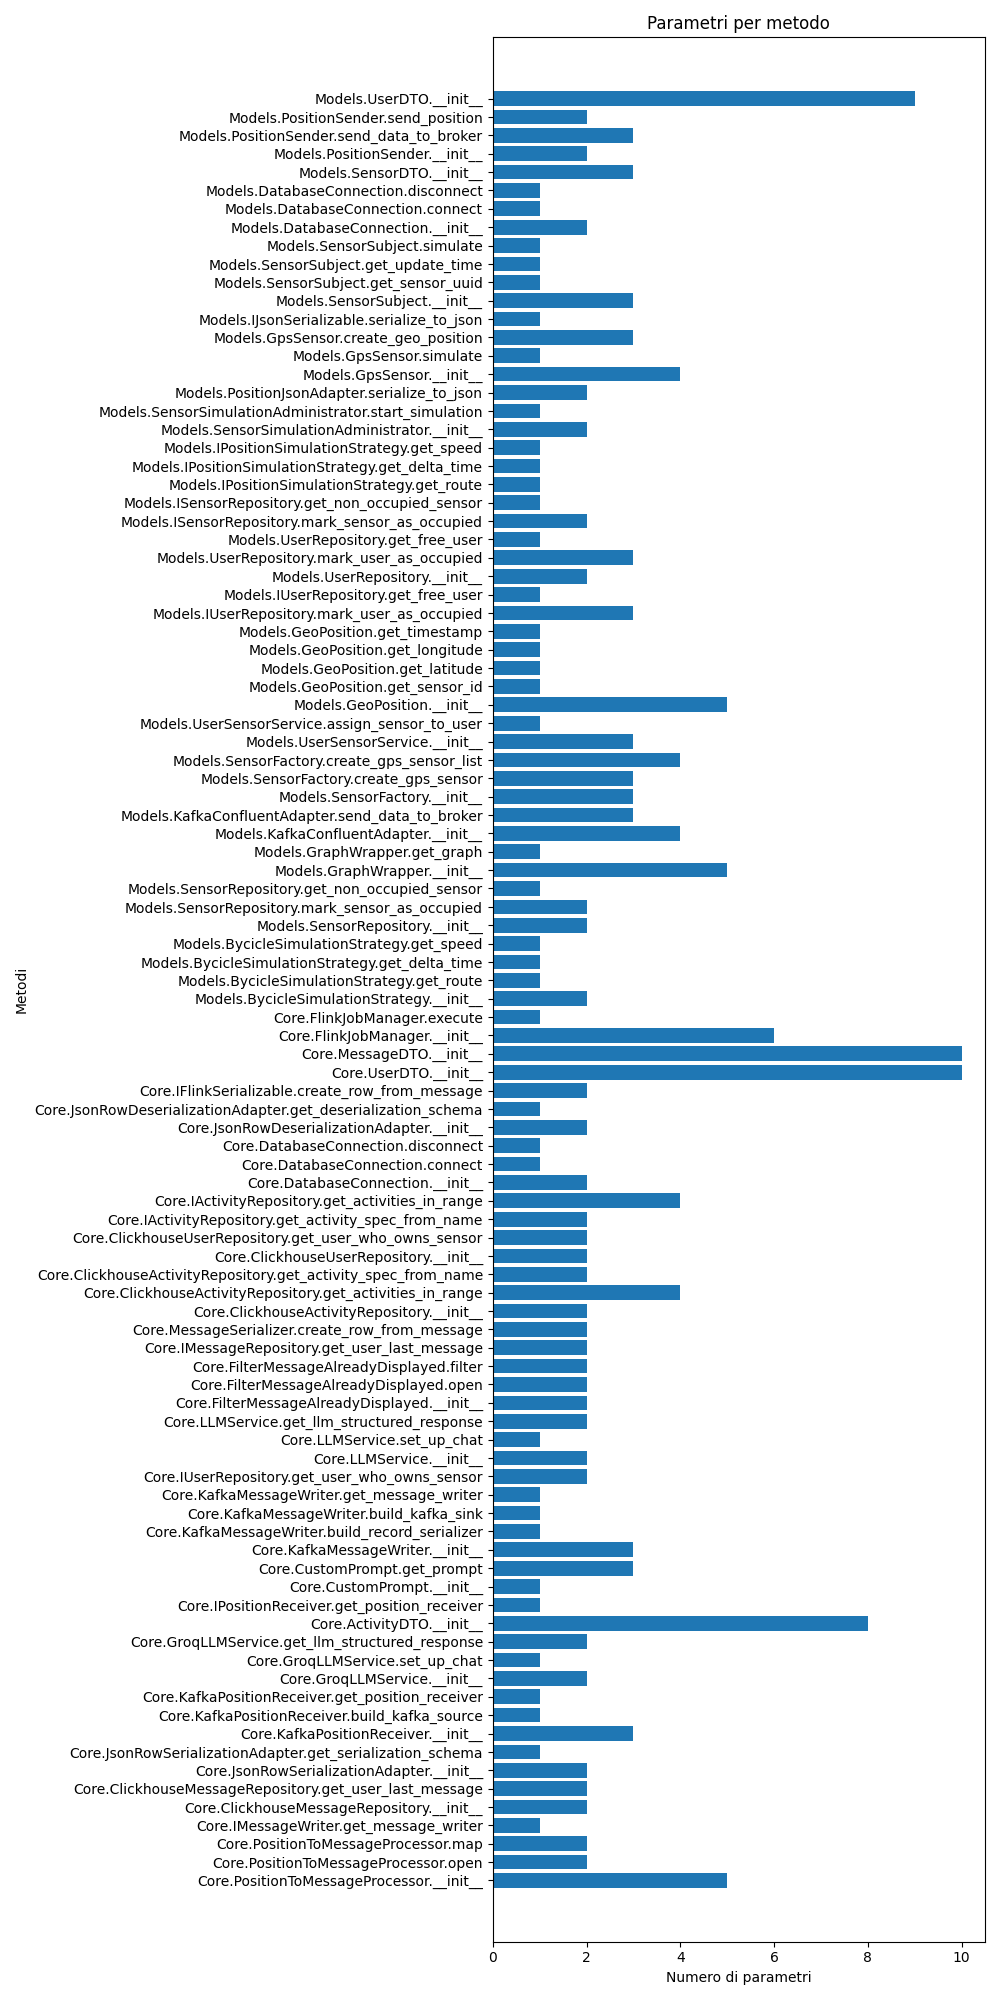 Parametri per metodo
Models.UserDTO.__init__
Models.PositionSender.send_position
Models.PositionSender.send_data_to_broker
Models.PositionSender.__init__
Models.SensorDTO.__init__
Models.DatabaseConnection.disconnect
Models.DatabaseConnection.connect
Models.DatabaseConnection.__init__
Models.SensorSubject.simulate
Models.SensorSubject.get_update_time
Models.SensorSubject.get_sensor_uuid
Models.SensorSubject.__init__
Models.IJsonSerializable.serialize_to_json
Models.GpsSensor.create_geo_position
Models.GpsSensor.simulate
Models.GpsSensor.__init__
Models.PositionJsonAdapter.serialize_to_json
Models.SensorSimulationAdministrator.start_simulation
Models.SensorSimulationAdministrator.__init__
Models.IPositionSimulationStrategy.get_speed
Models.IPositionSimulationStrategy.get_delta_time
Models.IPositionSimulationStrategy.get_route
Models.ISensorRepository.get_non_occupied_sensor
Models.ISensorRepository.mark_sensor_as_occupied
Models.UserRepository.get_free_user
Models.UserRepository.mark_user_as_occupied
Models.UserRepository.__init__
Models.IUserRepository.get_free_user
Models.IUserRepository.mark_user_as_occupied
Models.GeoPosition.get_timestamp
Models.GeoPosition.get_longitude
Models.GeoPosition.get_latitude
Models.GeoPosition.get_sensor_id
Models.GeoPosition.__init__
Models.UserSensorService.assign_sensor_to_user
Models.UserSensorService.__init__
Models.SensorFactory.create_gps_sensor_list
Models.SensorFactory.create_gps_sensor
Models.SensorFactory.__init__
Models.KafkaConfluentAdapter.send_data_to_broker
Models.KafkaConfluentAdapter.__init__
Models.GraphWrapper.get_graph
Models.GraphWrapper.__init__
Models.SensorRepository.get_non_occupied_sensor
Models.SensorRepository.mark_sensor_as_occupied
Models.SensorRepository.__init__
Models.BycicleSimulationStrategy.get_speed
Models.BycicleSimulationStrategy.get_delta_time
Models.BycicleSimulationStrategy.get_route
Models.BycicleSimulationStrategy.__init__
Core.FlinkJobManager.execute
Core.FlinkJobManager.__init__
Core.MessageDTO.__init__
Core.UserDTO.__init__
Core.IFlinkSerializable.create_row_from_message
Core.JsonRowDeserializationAdapter.get_deserialization_schema
Core.JsonRowDeserializationAdapter.__init__
Core.DatabaseConnection.disconnect
Core.DatabaseConnection.connect
Core.DatabaseConnection.__init__
Core.IActivityRepository.get_activities_in_range
Core.IActivityRepository.get_activity_spec_from_name
Core.ClickhouseUserRepository.get_user_who_owns_sensor
Core.ClickhouseUserRepository.__init__
Core.ClickhouseActivityRepository.get_activity_spec_from_name
Core.ClickhouseActivityRepository.get_activities_in_range
Core.ClickhouseActivityRepository.__init__
Core.MessageSerializer.create_row_from_message
Core.IMessageRepository.get_user_last_message
Core.FilterMessageAlreadyDisplayed.filter
Core.FilterMessageAlreadyDisplayed.open
Core.FilterMessageAlreadyDisplayed.__init__
Core.LLMService.get_llm_structured_response
Core.LLMService.set_up_chat
Core.LLMService.__init__
Core.IUserRepository.get_user_who_owns_sensor
Core.KafkaMessageWriter.get_message_writer
Core.KafkaMessageWriter.build_kafka_sink
Core.KafkaMessageWriter.build_record_serializer
Core.KafkaMessageWriter.__init__
Core.CustomPrompt.get_prompt
Core.CustomPrompt.__init__
Core.IPositionReceiver.get_position_receiver
Core.ActivityDTO.__init__
Core.GroqLLMService.get_llm_structured_response
Core.GroqLLMService.set_up_chat
Core.GroqLLMService.__init__
Core.KafkaPositionReceiver.get_position_receiver
Core.KafkaPositionReceiver.build_kafka_source
Core.KafkaPositionReceiver.__init__
Core.JsonRowSerializationAdapter.get_serialization_schema
Core.JsonRowSerializationAdapter.__init__
Core.ClickhouseMessageRepository.get_user_last_message
Core.ClickhouseMessageRepository.__init__
Core.IMessageWriter.get_message_writer
Core.PositionToMessageProcessor.map
Core.PositionToMessageProcessor.open
Core.PositionToMessageProcessor.__init__
Metodi
0 2 4 6 8 10
Numero di parametri